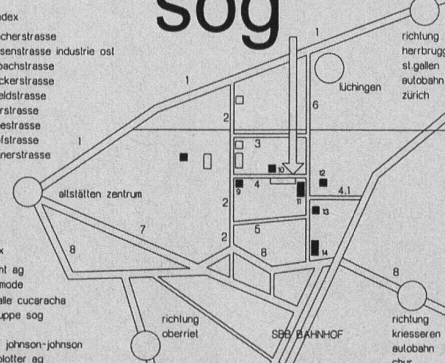 sog
ndex
cherstrasse
senstrasse industrie ost
bachstrasse
ckerstrasse
eldstrasse
rstrasse
estrasse
ofstrasse
nerstrasse
richtung
herrbrugg
st.gallen
autobahn
zürich
lüchingen
altstätten zentrum
1
1
1
2
6
3
10
12
9
4
11
4.1
2
13
7
5
2
8
8
14
8
x
nt ag
mode
alle cucaracha
uppe sog
johnson-johnson
plotter ag
richtung
oberriet
SBB BAHNHOF
richtung
kriesseren
autobahn
chur